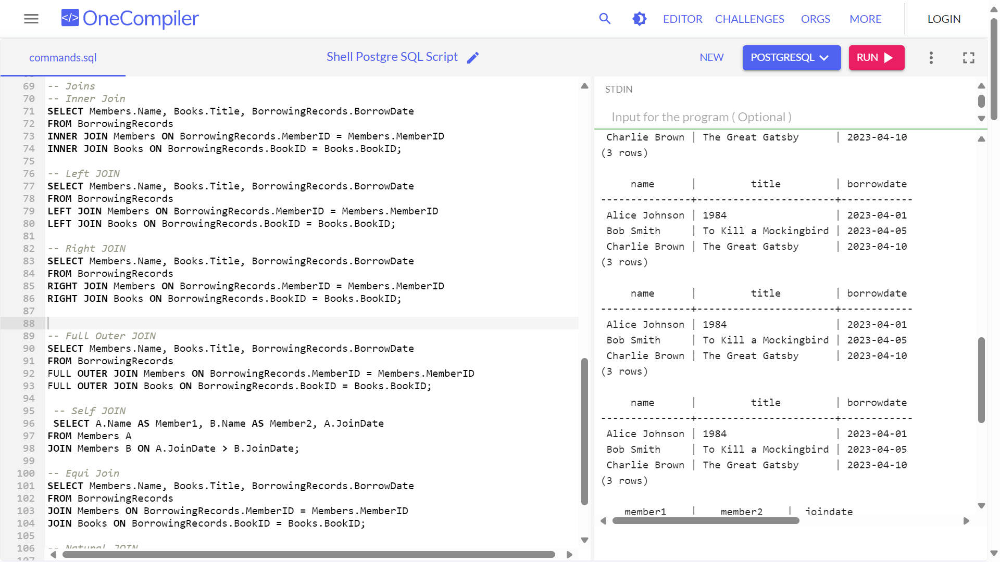 </> OneCompiler
EDITOR CHALLENGES ORGS MORE LOGIN
commands.sql
Shell Postgre SQL Script
NEW POSTGRESQL RUN
69 -- Joins
70 -- Inner Join
71 SELECT Members.Name, Books.Title, BorrowingRecords.BorrowDate
72 FROM BorrowingRecords
73 INNER JOIN Members ON BorrowingRecords.MemberID = Members.MemberID
74 INNER JOIN Books ON BorrowingRecords.BookID = Books.BookID;
75
76 -- Left JOIN
77 SELECT Members.Name, Books.Title, BorrowingRecords.BorrowDate
78 FROM BorrowingRecords
79 LEFT JOIN Members ON BorrowingRecords.MemberID = Members.MemberID
80 LEFT JOIN Books ON BorrowingRecords.BookID = Books.BookID;
81
82 -- Right JOIN
83 SELECT Members.Name, Books.Title, BorrowingRecords.BorrowDate
84 FROM BorrowingRecords
85 RIGHT JOIN Members ON BorrowingRecords.MemberID = Members.MemberID
86 RIGHT JOIN Books ON BorrowingRecords.BookID = Books.BookID;
87
88
89 -- Full Outer JOIN
90 SELECT Members.Name, Books.Title, BorrowingRecords.BorrowDate
91 FROM BorrowingRecords
92 FULL OUTER JOIN Members ON BorrowingRecords.MemberID = Members.MemberID
93 FULL OUTER JOIN Books ON BorrowingRecords.BookID = Books.BookID;
94
95 -- Self JOIN
96 SELECT A.Name AS Member1, B.Name AS Member2, A.JoinDate
97 FROM Members A
98 JOIN Members B ON A.JoinDate > B.JoinDate;
99
100 -- Equi Join
101 SELECT Members.Name, Books.Title, BorrowingRecords.BorrowDate
102 FROM BorrowingRecords
103 JOIN Members ON BorrowingRecords.MemberID = Members.MemberID
104 JOIN Books ON BorrowingRecords.BookID = Books.BookID;
105
106 -- Natural JOIN
107
STDIN
Input for the program ( Optional )
Charlie Brown | The Great Gatsby | 2023-04-10
(3 rows)
name | title | borrowdate
---------------+-----------------------+------------
Alice Johnson | 1984 | 2023-04-01
Bob Smith | To Kill a Mockingbird | 2023-04-05
Charlie Brown | The Great Gatsby | 2023-04-10
(3 rows)
name | title | borrowdate
---------------+-----------------------+------------
Alice Johnson | 1984 | 2023-04-01
Bob Smith | To Kill a Mockingbird | 2023-04-05
Charlie Brown | The Great Gatsby | 2023-04-10
(3 rows)
name | title | borrowdate
---------------+-----------------------+------------
Alice Johnson | 1984 | 2023-04-01
Bob Smith | To Kill a Mockingbird | 2023-04-05
Charlie Brown | The Great Gatsby | 2023-04-10
(3 rows)
member1 | member2 | joindate